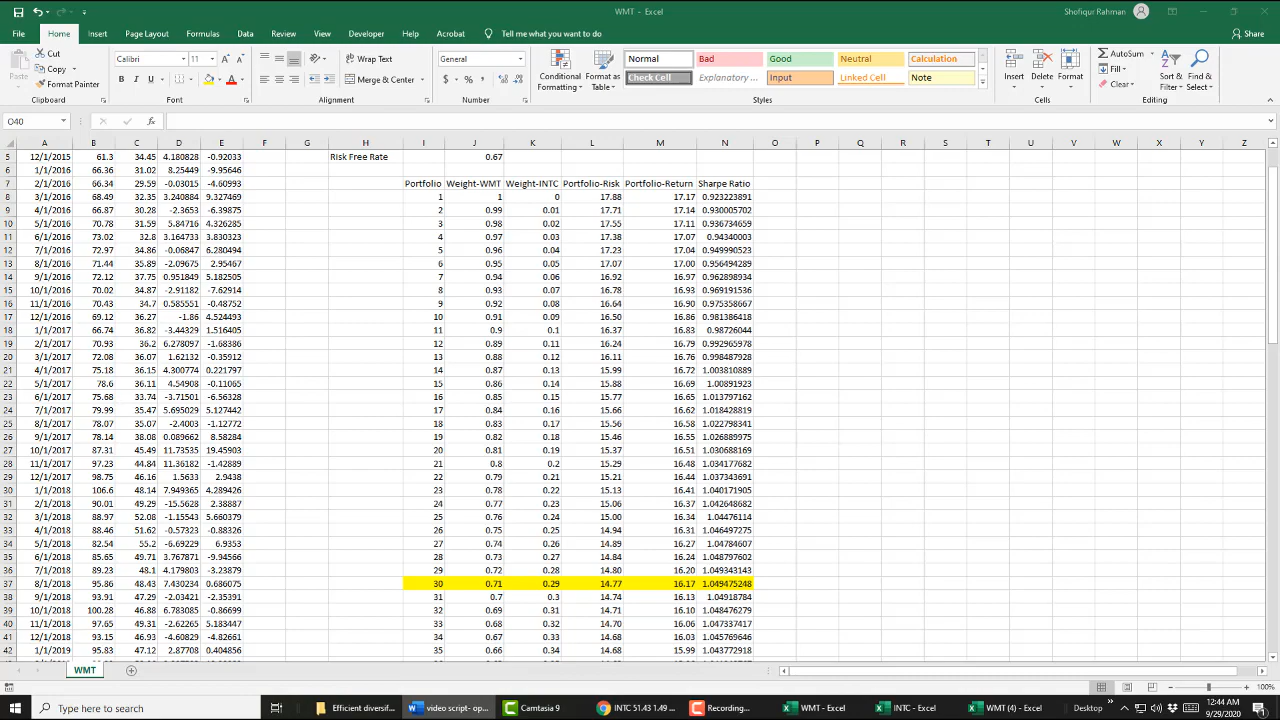 WMT - Excel
Shofiqur Rahman
File Home Insert Page Layout Formulas Data Review View Developer Help Acrobat Tell me what you want to do Share
Cut
Copy
Format Painter
Paste
Clipboard
Calibri 11
Font
Wrap Text
Merge & Center
Alignment
General
Number
Conditional Formatting
Format as Table
Normal Bad Good Neutral Calculation
Check Cell Explanatory ... Input Linked Cell Note
Styles
Insert Delete Format
Cells
AutoSum
Fill
Clear
Sort & Filter
Find & Select
Editing
O40
A B C D E F G H I J K L M N O P Q R S T U V W X Y Z
5 12/1/2015 61.3 34.45 4.180828 -0.92033 Risk Free Rate 0.67
6 1/1/2016 66.36 31.02 8.25449 -9.95646
7 2/1/2016 66.34 29.59 -0.03015 -4.60993 Portfolio Weight-WMT Weight-INTC Portfolio-Risk Portfolio-Return Sharpe Ratio
8 3/1/2016 68.49 32.35 3.240884 9.327469 1 1 0 17.88 17.17 0.923223891
9 4/1/2016 66.87 30.28 -2.3653 -6.39875 2 0.99 0.01 17.71 17.14 0.930005702
10 5/1/2016 70.78 31.59 5.84716 4.326285 3 0.98 0.02 17.55 17.11 0.936734659
11 6/1/2016 73.02 32.8 3.164733 3.830323 4 0.97 0.03 17.38 17.07 0.94340003
12 7/1/2016 72.97 34.86 -0.06847 6.280494 5 0.96 0.04 17.23 17.04 0.949990523
13 8/1/2016 71.44 35.89 -2.09675 2.95467 6 0.95 0.05 17.07 17.00 0.956494289
14 9/1/2016 72.12 37.75 0.951849 5.182505 7 0.94 0.06 16.92 16.97 0.962898934
15 10/1/2016 70.02 34.87 -2.91182 -7.62914 8 0.93 0.07 16.78 16.93 0.969191536
16 11/1/2016 70.43 34.7 0.585551 -0.48752 9 0.92 0.08 16.64 16.90 0.975358667
17 12/1/2016 69.12 36.27 -1.86 4.524493 10 0.91 0.09 16.50 16.86 0.981386418
18 1/1/2017 66.74 36.82 -3.44329 1.516405 11 0.9 0.1 16.37 16.83 0.98726044
19 2/1/2017 70.93 36.2 6.278097 -1.68386 12 0.89 0.11 16.24 16.79 0.992965978
20 3/1/2017 72.08 36.07 1.62132 -0.35912 13 0.88 0.12 16.11 16.76 0.998487928
21 4/1/2017 75.18 36.15 4.300774 0.221797 14 0.87 0.13 15.99 16.72 1.003810889
22 5/1/2017 78.6 36.11 4.54908 -0.11065 15 0.86 0.14 15.88 16.69 1.00891923
23 6/1/2017 75.68 33.74 -3.71501 -6.56328 16 0.85 0.15 15.77 16.65 1.013797162
24 7/1/2017 79.99 35.47 5.695029 5.127442 17 0.84 0.16 15.66 16.62 1.018428819
25 8/1/2017 78.07 35.07 -2.4003 -1.12772 18 0.83 0.17 15.56 16.58 1.022798341
26 9/1/2017 78.14 38.08 0.089662 8.58284 19 0.82 0.18 15.46 16.55 1.026889975
27 10/1/2017 87.31 45.49 11.73535 19.45903 20 0.81 0.19 15.37 16.51 1.030688169
28 11/1/2017 97.23 44.84 11.36182 -1.42889 21 0.8 0.2 15.29 16.48 1.034177682
29 12/1/2017 98.75 46.16 1.5633 2.9438 22 0.79 0.21 15.21 16.44 1.037343691
30 1/1/2018 106.6 48.14 7.949365 4.289426 23 0.78 0.22 15.13 16.41 1.040171905
31 2/1/2018 90.01 49.29 -15.5628 2.38887 24 0.77 0.23 15.06 16.37 1.042648682
32 3/1/2018 88.97 52.08 -1.15543 5.660379 25 0.76 0.24 15.00 16.34 1.04476114
33 4/1/2018 88.46 51.62 -0.57323 -0.88326 26 0.75 0.25 14.94 16.31 1.046497275
34 5/1/2018 82.54 55.2 -6.69229 6.9353 27 0.74 0.26 14.89 16.27 1.04784607
35 6/1/2018 85.65 49.71 3.767871 -9.94566 28 0.73 0.27 14.84 16.24 1.048797602
36 7/1/2018 89.23 48.1 4.179803 -3.23879 29 0.72 0.28 14.80 16.20 1.049343143
37 8/1/2018 95.86 48.43 7.430234 0.686075 30 0.71 0.29 14.77 16.17 1.049475248
38 9/1/2018 93.91 47.29 -2.03421 -2.35391 31 0.7 0.3 14.74 16.13 1.04918784
39 10/1/2018 100.28 46.88 6.783085 -0.86699 32 0.69 0.31 14.71 16.10 1.048476279
40 11/1/2018 97.65 49.31 -2.62266 5.183447 33 0.68 0.32 14.70 16.06 1.047337417
41 12/1/2018 93.15 46.93 -4.60829 -4.82661 34 0.67 0.33 14.68 16.03 1.045769646
42 1/1/2019 95.83 47.12 2.87708 0.404856 35 0.66 0.34 14.68 15.99 1.043772918
WMT
100%
Type here to search
Efficient diversif...
video script- op...
Camtasia 9
INTC 51.43 1.49 ...
Recording...
WMT - Excel
INTC - Excel
WMT (4) - Excel
Desktop
12:44 AM
9/29/2020